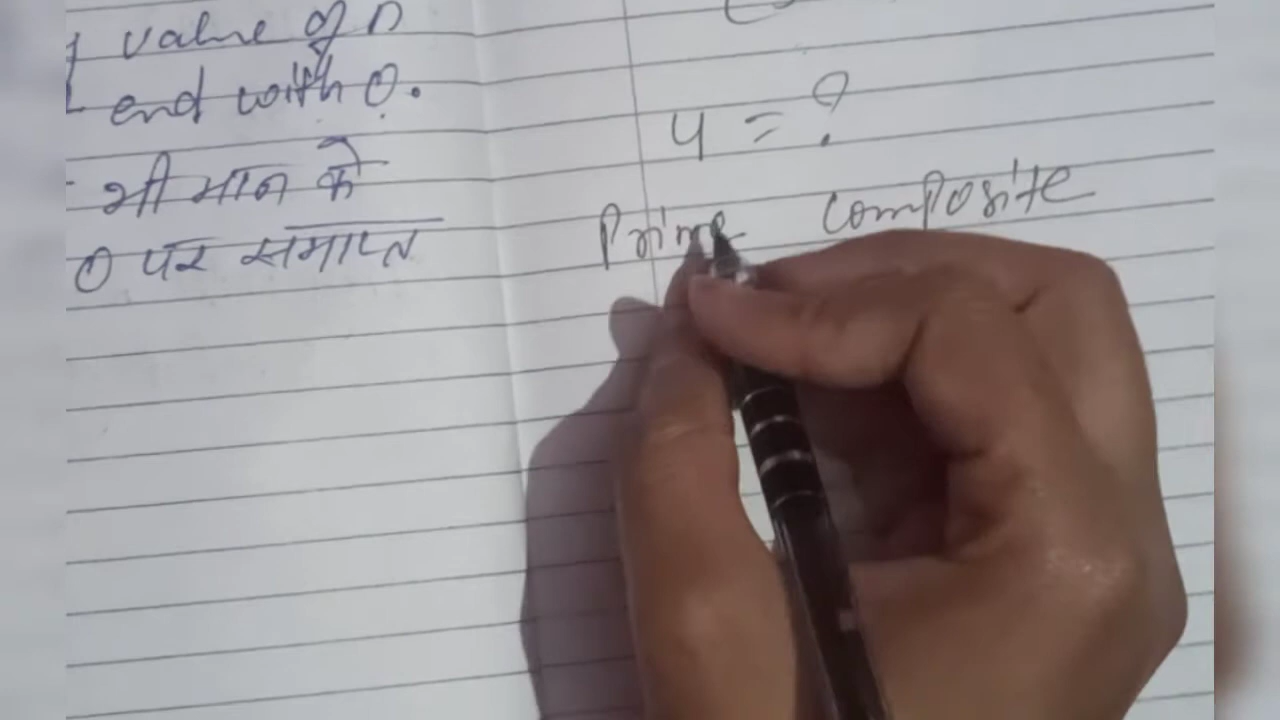 value of n
end with 0.
भी मान के
0 पर समाप्त
4 = ?
Prime composite